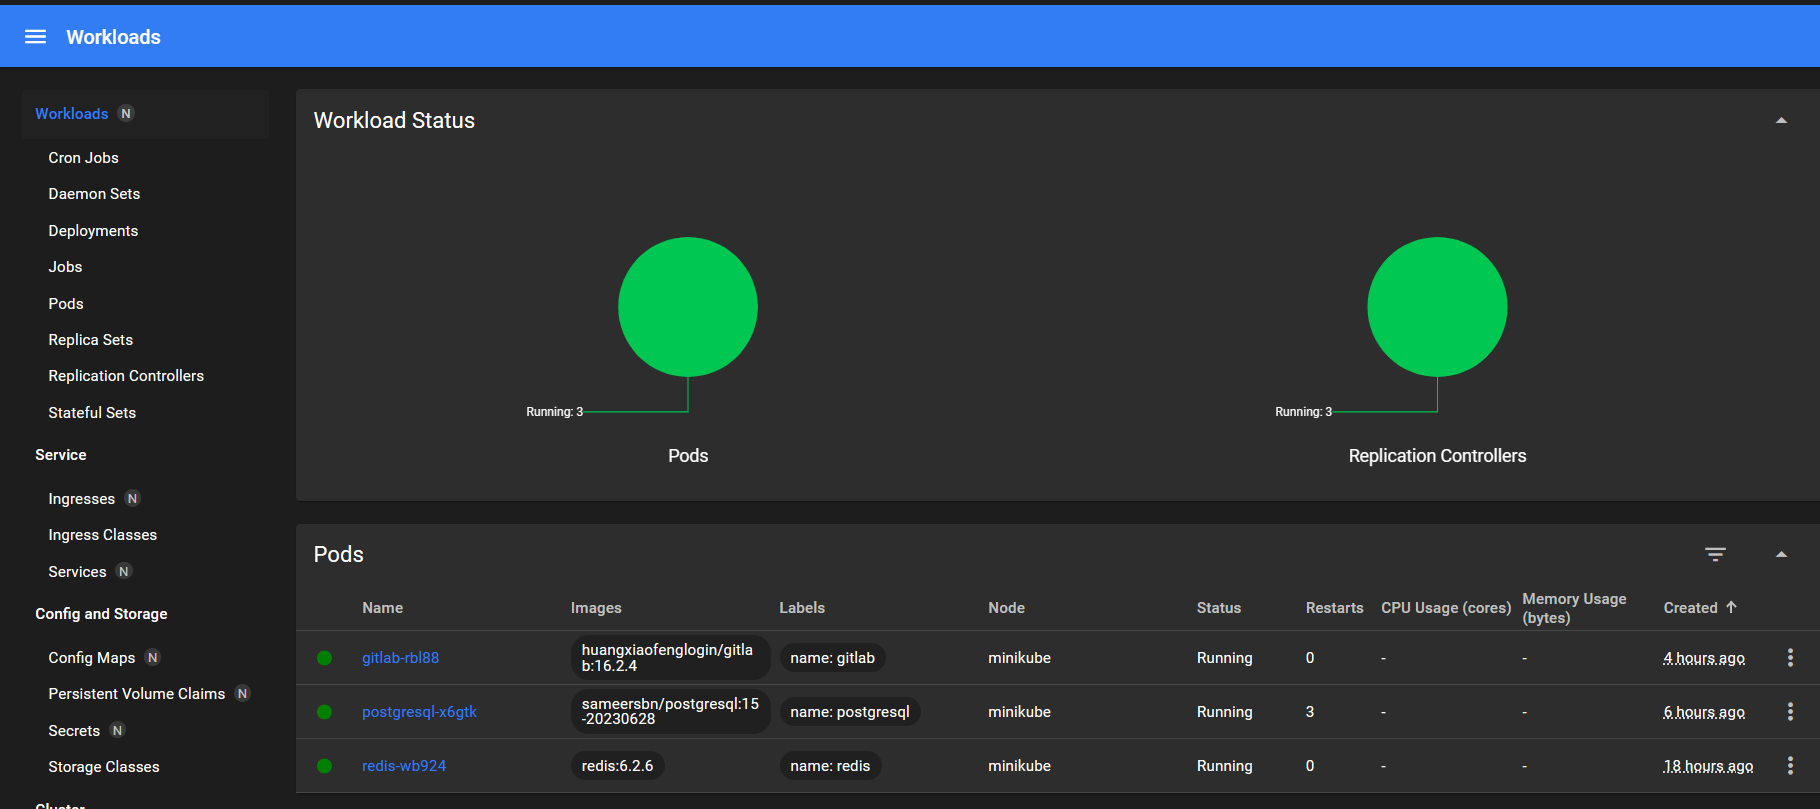 Workloads
Workloads N
Cron Jobs
Daemon Sets
Deployments
Jobs
Pods
Replica Sets
Replication Controllers
Stateful Sets
Service
Ingresses N
Ingress Classes
Services N
Config and Storage
Config Maps N
Persistent Volume Claims N
Secrets N
Storage Classes
Cluster
Workload Status
Running: 3
Pods
Running: 3
Replication Controllers
Pods
Name Images Labels Node Status Restarts CPU Usage (cores) Memory Usage
(bytes) Created
gitlab-rbl88 huangxiaofenglogin/gitla
b:16.2.4 name: gitlab minikube Running 0 - - 4 hours ago
postgresql-x6gtk sameersbn/postgresql:15
-20230628 name: postgresql minikube Running 3 - - 6 hours ago
redis-wb924 redis:6.2.6 name: redis minikube Running 0 - - 18 hours ago